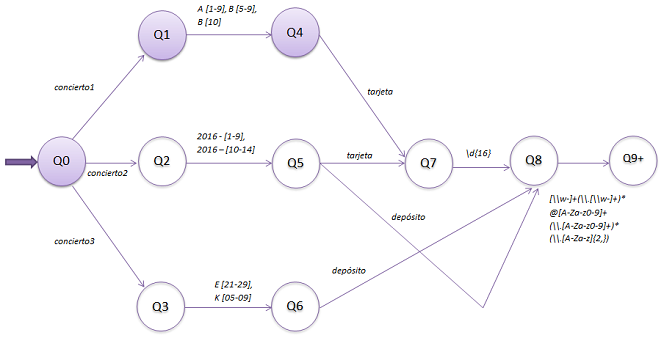 A [1-9), B [5-9],
B [10]
Q1
Q4
concierto1
tarjeta
2016 - [1-9],
2016 – [10-14]
Q0
concierto2
Q2
Q5
tarjeta
Q7
\d{16}
Q8
Q9+
[\\w-]+(\\.[\\w-]+)*
@[A-Za-z0-9]+
(\\.[A-Za-z0-9]+)*
(\\.[A-Za-z]{2,})
depósito
concierto3
depósito
E [21-29],
K [05-09]
Q3
Q6